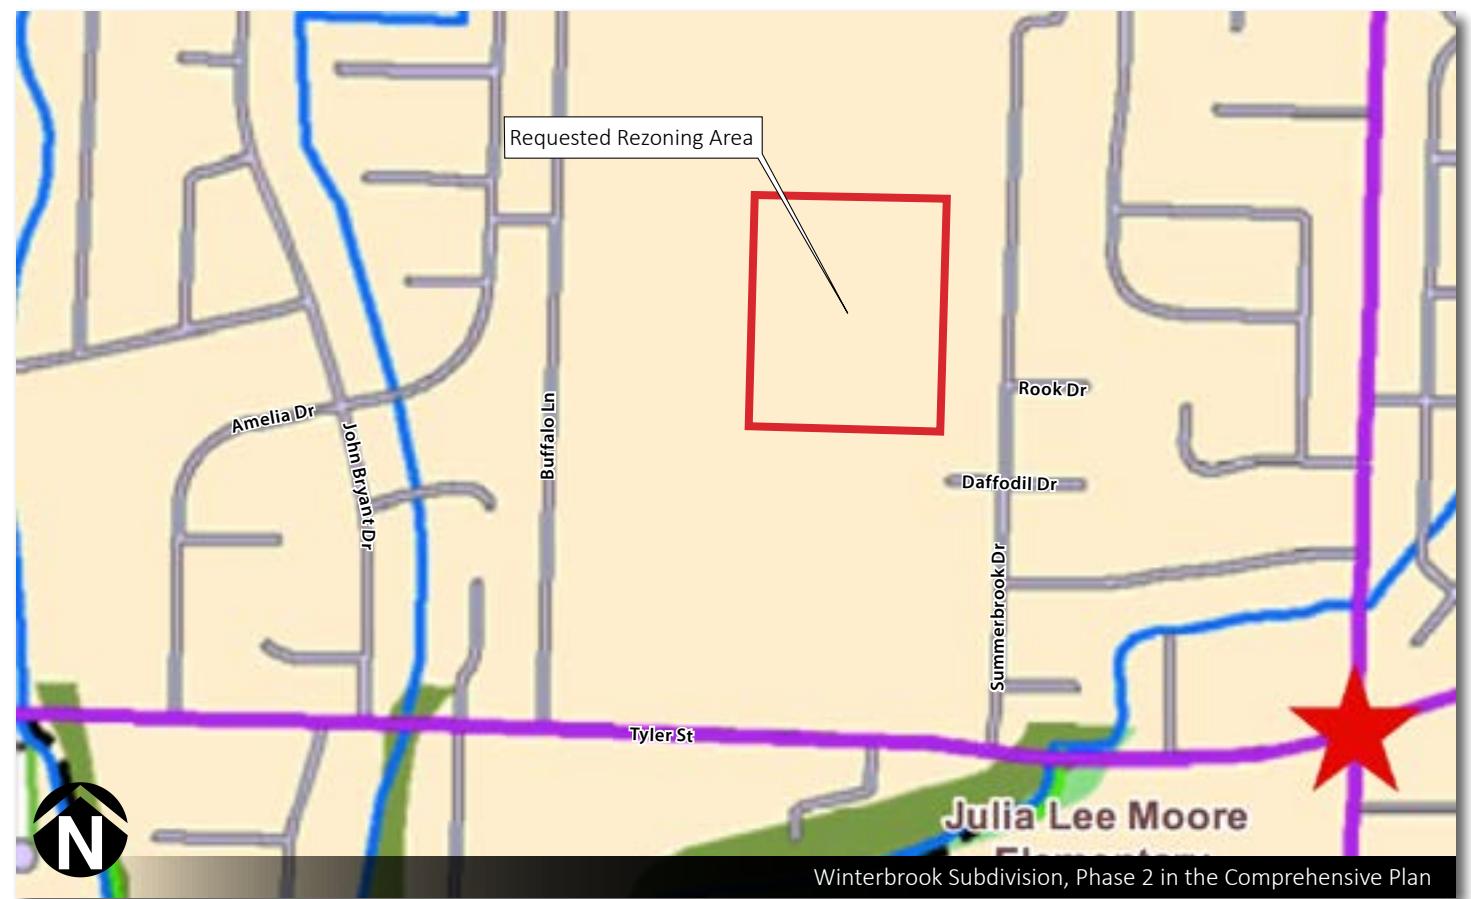 Requested Rezoning Area
Rook Dr
Amelia Dr
Buffalo Ln
John Bryant Dr
Daffodil Dr
Summerbrook Dr
Tyler St
Julia Lee Moore
Elementary
N
Winterbrook Subdivision, Phase 2 in the Comprehensive Plan